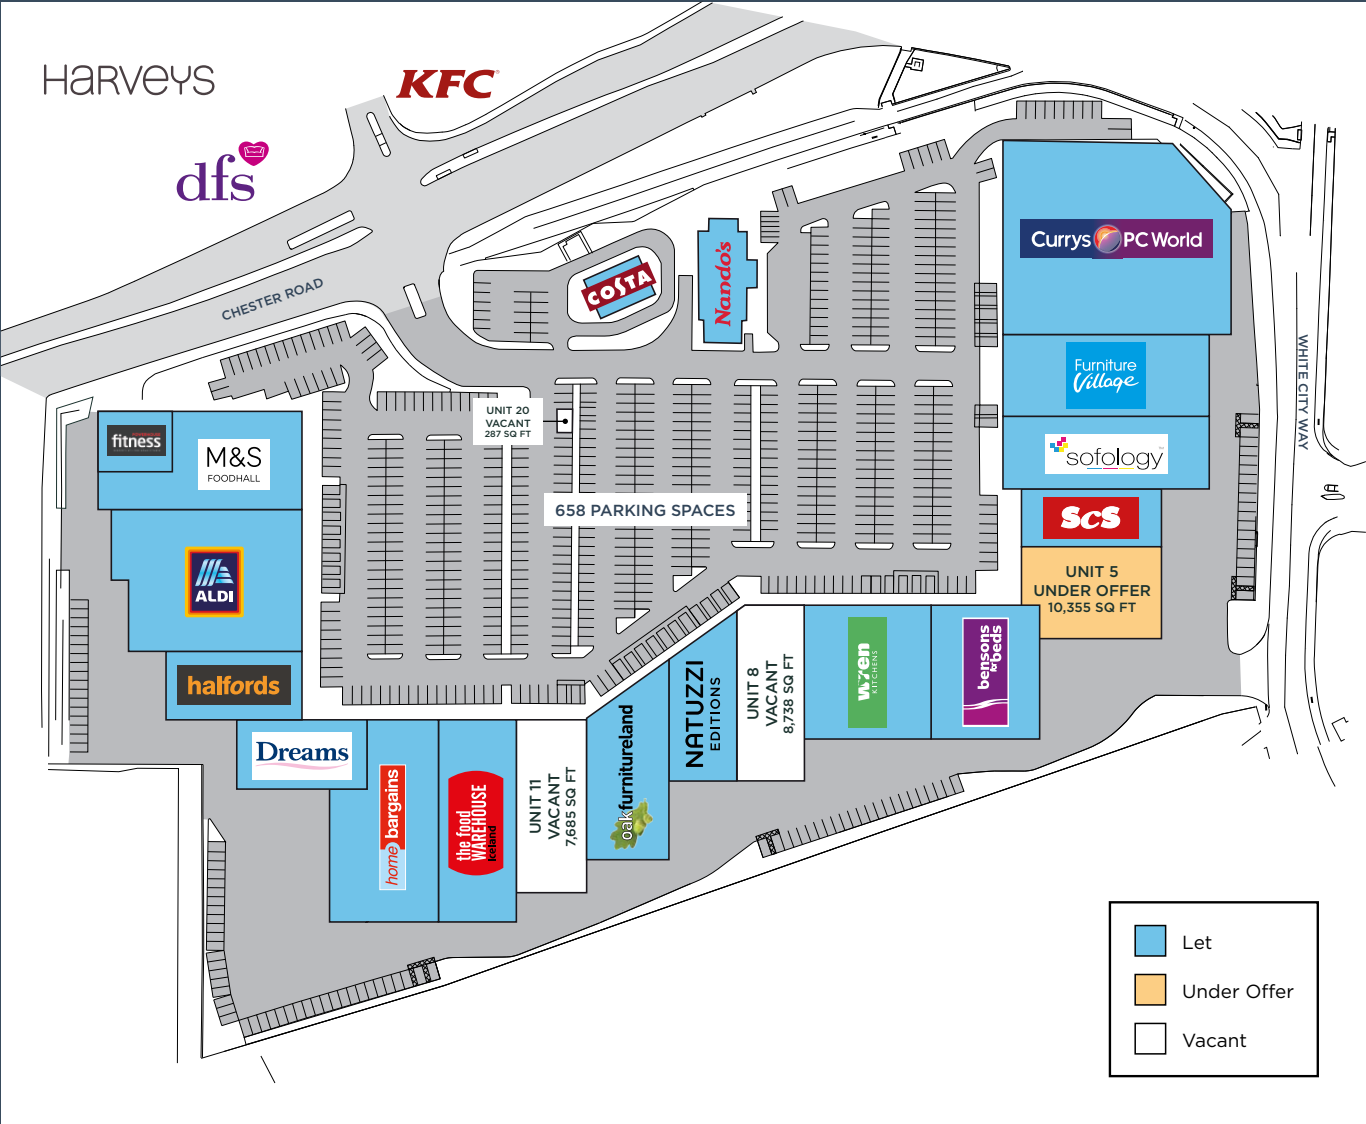 HARVEYS
KFC
dfs
CHESTER ROAD
COSTA
Nando's
Currys PC World
Furniture
Village
sofology
WHITE CITY WAY
ScS
UNIT 5
UNDER OFFER
10,355 SQ FT
UNIT 20
VACANT
287 SQ FT
658 PARKING SPACES
fitness
M&S
FOODHALL
ALDI
halfords
Dreams
home bargains
the food
WAREHOUSE
Iceland
UNIT 11
VACANT
7,685 SQ FT
oakfurnitureland
NATUZZI
EDITIONS
UNIT 8
VACANT
8,738 SQ FT
wren
KITCHENS
bensons
for beds
Let
Under Offer
Vacant